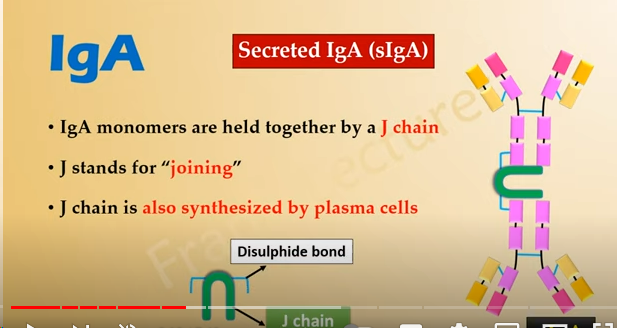 IgA
Secreted IgA (sIgA)
• IgA monomers are held together by a J chain
• J stands for “joining”
• J chain is also synthesized by plasma cells
Disulphide bond
J chain